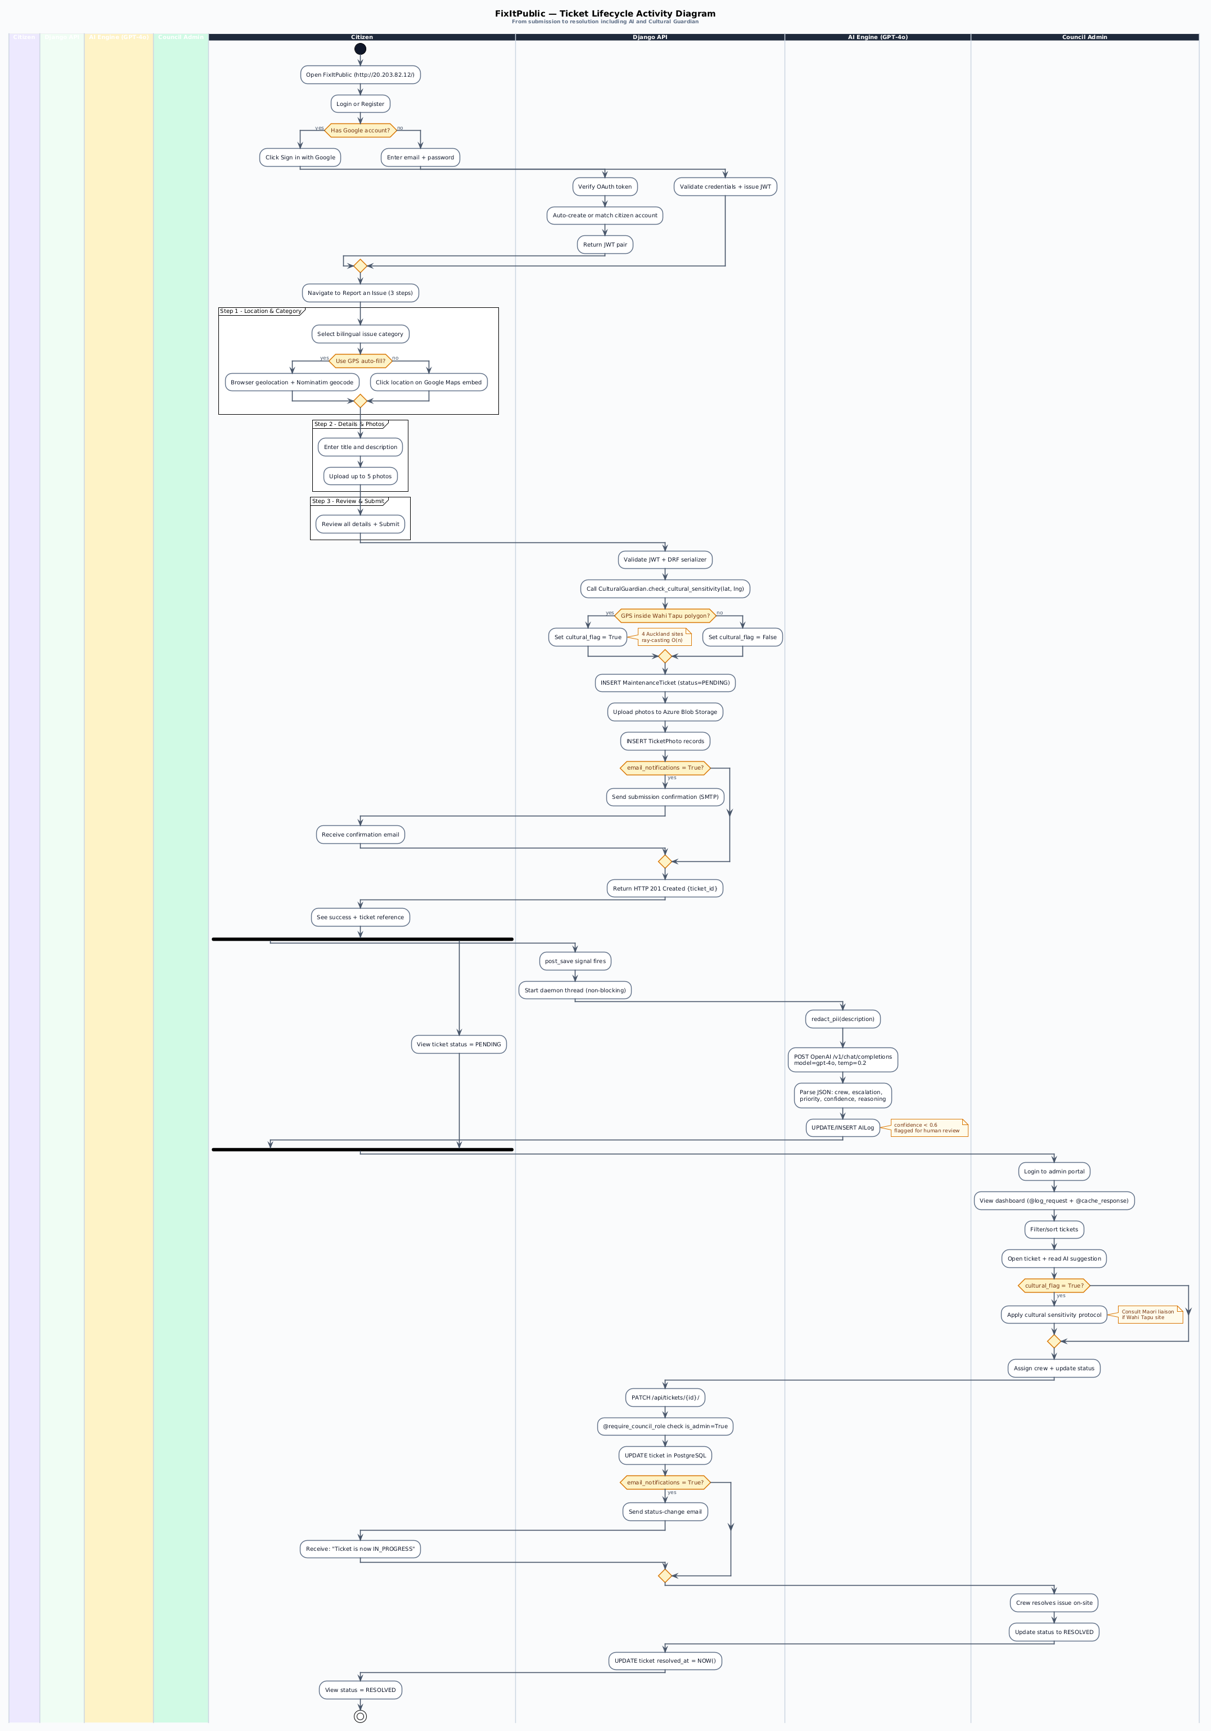 FixItPublic — Ticket Lifecycle Activity Diagram
From submission to resolution including AI and Cultural Guardian
Citizen
Django API
AI Engine (GPT-4o)
Council Admin
Citizen
Django API
AI Engine (GPT-4o)
Council Admin
Open FixItPublic (http://20.203.82.12/)
Login or Register
yes
Has Google account?
no
Click Sign in with Google
Enter email + password
Verify OAuth token
Validate credentials + issue JWT
Auto-create or match citizen account
Return JWT pair
Navigate to Report an Issue (3 steps)
Step 1 - Location & Category
Select bilingual issue category
yes
Use GPS auto-fill?
no
Browser geolocation + Nominatim geocode
Click location on Google Maps embed
Step 2 - Details & Photos
Enter title and description
Upload up to 5 photos
Step 3 - Review & Submit
Review all details + Submit
Validate JWT + DRF serializer
Call CulturalGuardian.check_cultural_sensitivity(lat, lng)
yes
GPS inside Wahi Tapu polygon?
no
Set cultural_flag = True
4 Auckland sites
ray-casting O(n)
Set cultural_flag = False
INSERT MaintenanceTicket (status=PENDING)
Upload photos to Azure Blob Storage
INSERT TicketPhoto records
email_notifications = True?
yes
Send submission confirmation (SMTP)
Receive confirmation email
Return HTTP 201 Created {ticket_id}
See success + ticket reference
post_save signal fires
Start daemon thread (non-blocking)
redact_pii(description)
View ticket status = PENDING
POST OpenAI /v1/chat/completions
model=gpt-4o, temp=0.2
Parse JSON: crew, escalation,
priority, confidence, reasoning
UPDATE/INSERT AILog
confidence < 0.6
flagged for human review
Login to admin portal
View dashboard (@log_request + @cache_response)
Filter/sort tickets
Open ticket + read AI suggestion
cultural_flag = True?
yes
Apply cultural sensitivity protocol
Consult Maori liaison
if Wahi Tapu site
Assign crew + update status
PATCH /api/tickets/{id}/
@require_council_role check is_admin=True
UPDATE ticket in PostgreSQL
email_notifications = True?
yes
Send status-change email
Receive: "Ticket is now IN_PROGRESS"
Crew resolves issue on-site
Update status to RESOLVED
UPDATE ticket resolved_at = NOW()
View status = RESOLVED